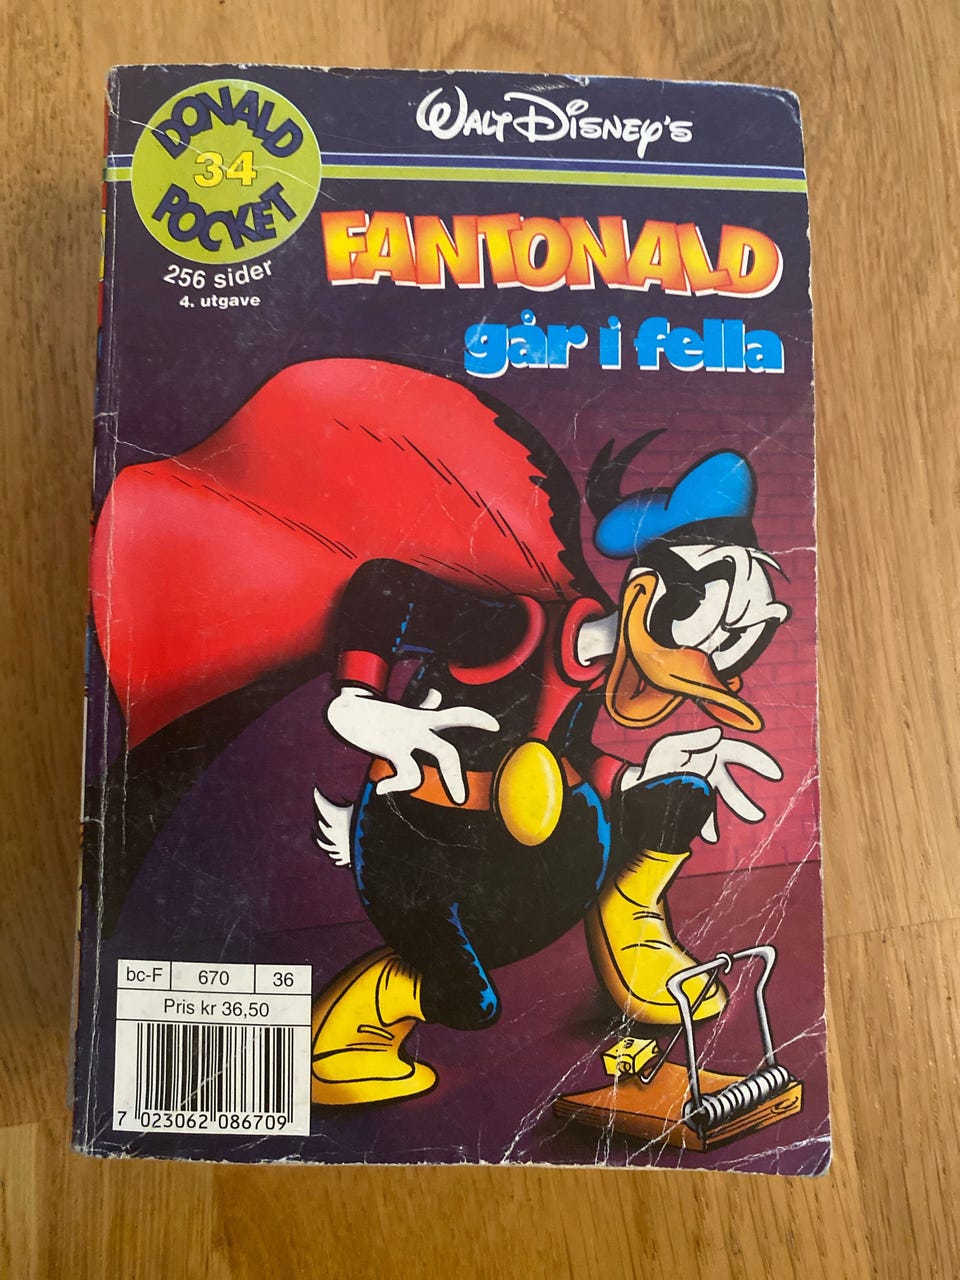 DONALD
34
POCKET
256 sider
4. utgave
WALT DISNEY'S
FANTONALD
går i fella
bc-F 670 36
Pris kr 36,50
7 023062 086709